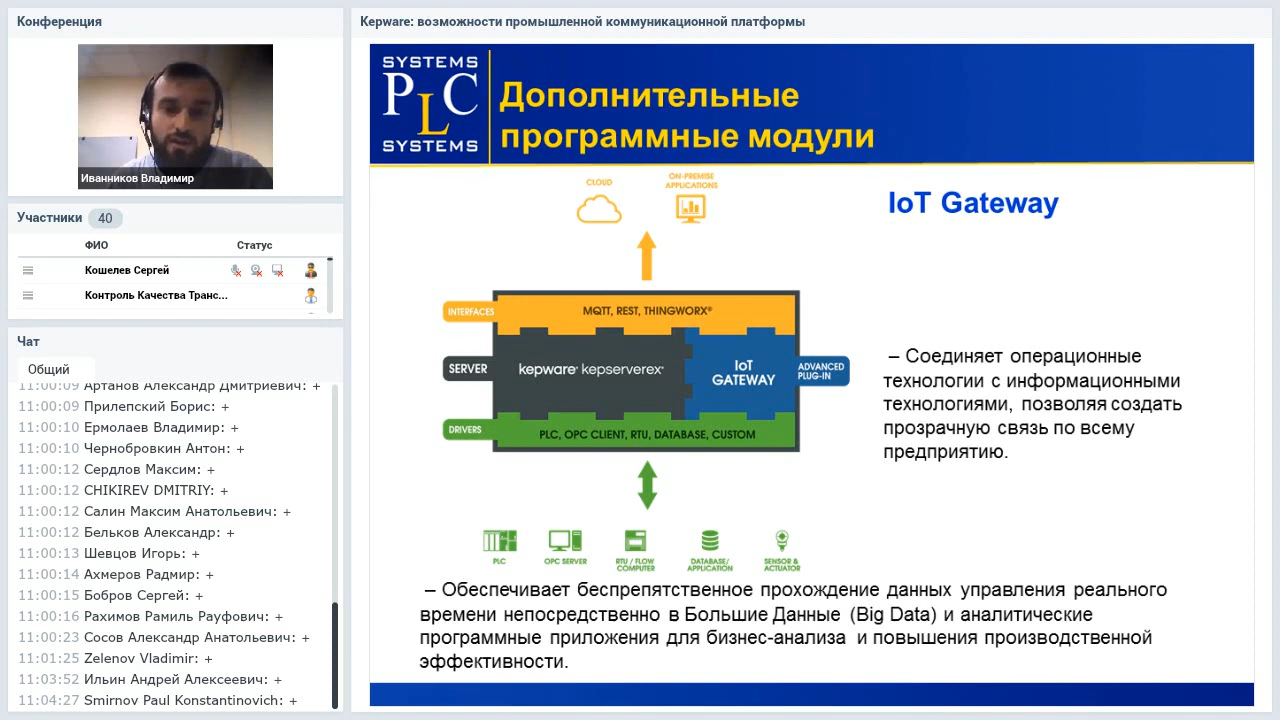 Конференция
Иванников Владимир
Участники 40
ФИО Статус
Кошелев Сергей
Контроль Качества Транс...
Чат
Общий
11:00:09 Артанов Александр Дмитриевич: +
11:00:09 Прилепский Борис: +
11:00:10 Ермолаев Владимир: +
11:00:10 Чернобровкин Антон: +
11:00:12 Сердлов Максим: +
11:00:12 CHIKIREV DMITRIY: +
11:00:12 Салин Максим Анатольевич: +
11:00:12 Бельков Александр: +
11:00:13 Шевцов Игорь: +
11:00:14 Ахмеров Радмир: +
11:00:15 Бобров Сергей: +
11:00:16 Рахимов Рамиль Рауфович: +
11:00:23 Сосов Александр Анатольевич: +
11:01:25 Zelenov Vladimir: +
11:03:52 Ильин Андрей Алексеевич: +
11:04:27 Smirnov Paul Konstantinovich: +
Kepware: возможности промышленной коммуникационной платформы
SYSTEMS
PLC
SYSTEMS
Дополнительные
программные модули
IoT Gateway
CLOUD
ON-PREMISE
APPLICATIONS
INTERFACES
MQTT, REST, THINGWORX®
SERVER
kepware® kepserverex®
IoT
GATEWAY
ADVANCED
PLUG-IN
DRIVERS
PLC, OPC CLIENT, RTU, DATABASE, CUSTOM
PLC
OPC SERVER
RTU / FLOW
COMPUTER
DATABASE/
APPLICATION
SENSOR &
ACTUATOR
– Соединяет операционные
технологии с информационными
технологиями, позволяя создать
прозрачную связь по всему
предприятию.
– Обеспечивает беспрепятственное прохождение данных управления реального
времени непосредственно в Большие Данные (Big Data) и аналитические
программные приложения для бизнес-анализа и повышения производственной
эффективности.